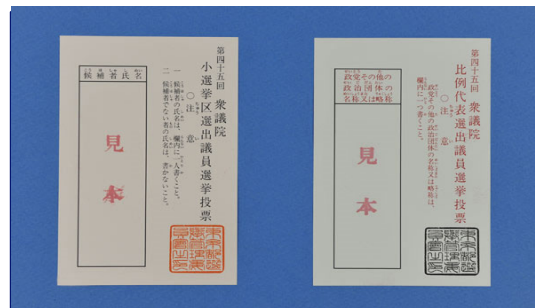 第四十五回 衆議院
小選挙区選出議員選挙投票
〇注意
一 候補者の氏名は、欄内に一人書くこと。
二 候補者でない者の氏名は、書かないこと。
候補者氏名
見本
第四十五回 衆議院
比例代表選出議員選挙投票
〇注意
政党その他の政治団体の名称又は略称は、
欄内に一つ書くこと。
政党その他の
政治団体の
名称又は略称
見本